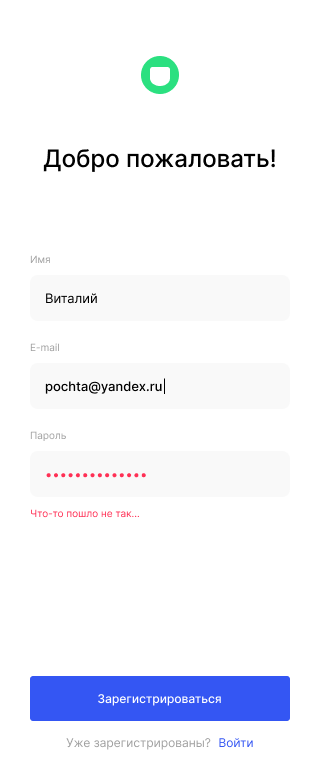 Добро пожаловать!
Имя
Виталий
E-mail
pochta@yandex.ru
Пароль
••••••••••••••
Что-то пошло не так...
Зарегистрироваться
Уже зарегистрированы? Войти